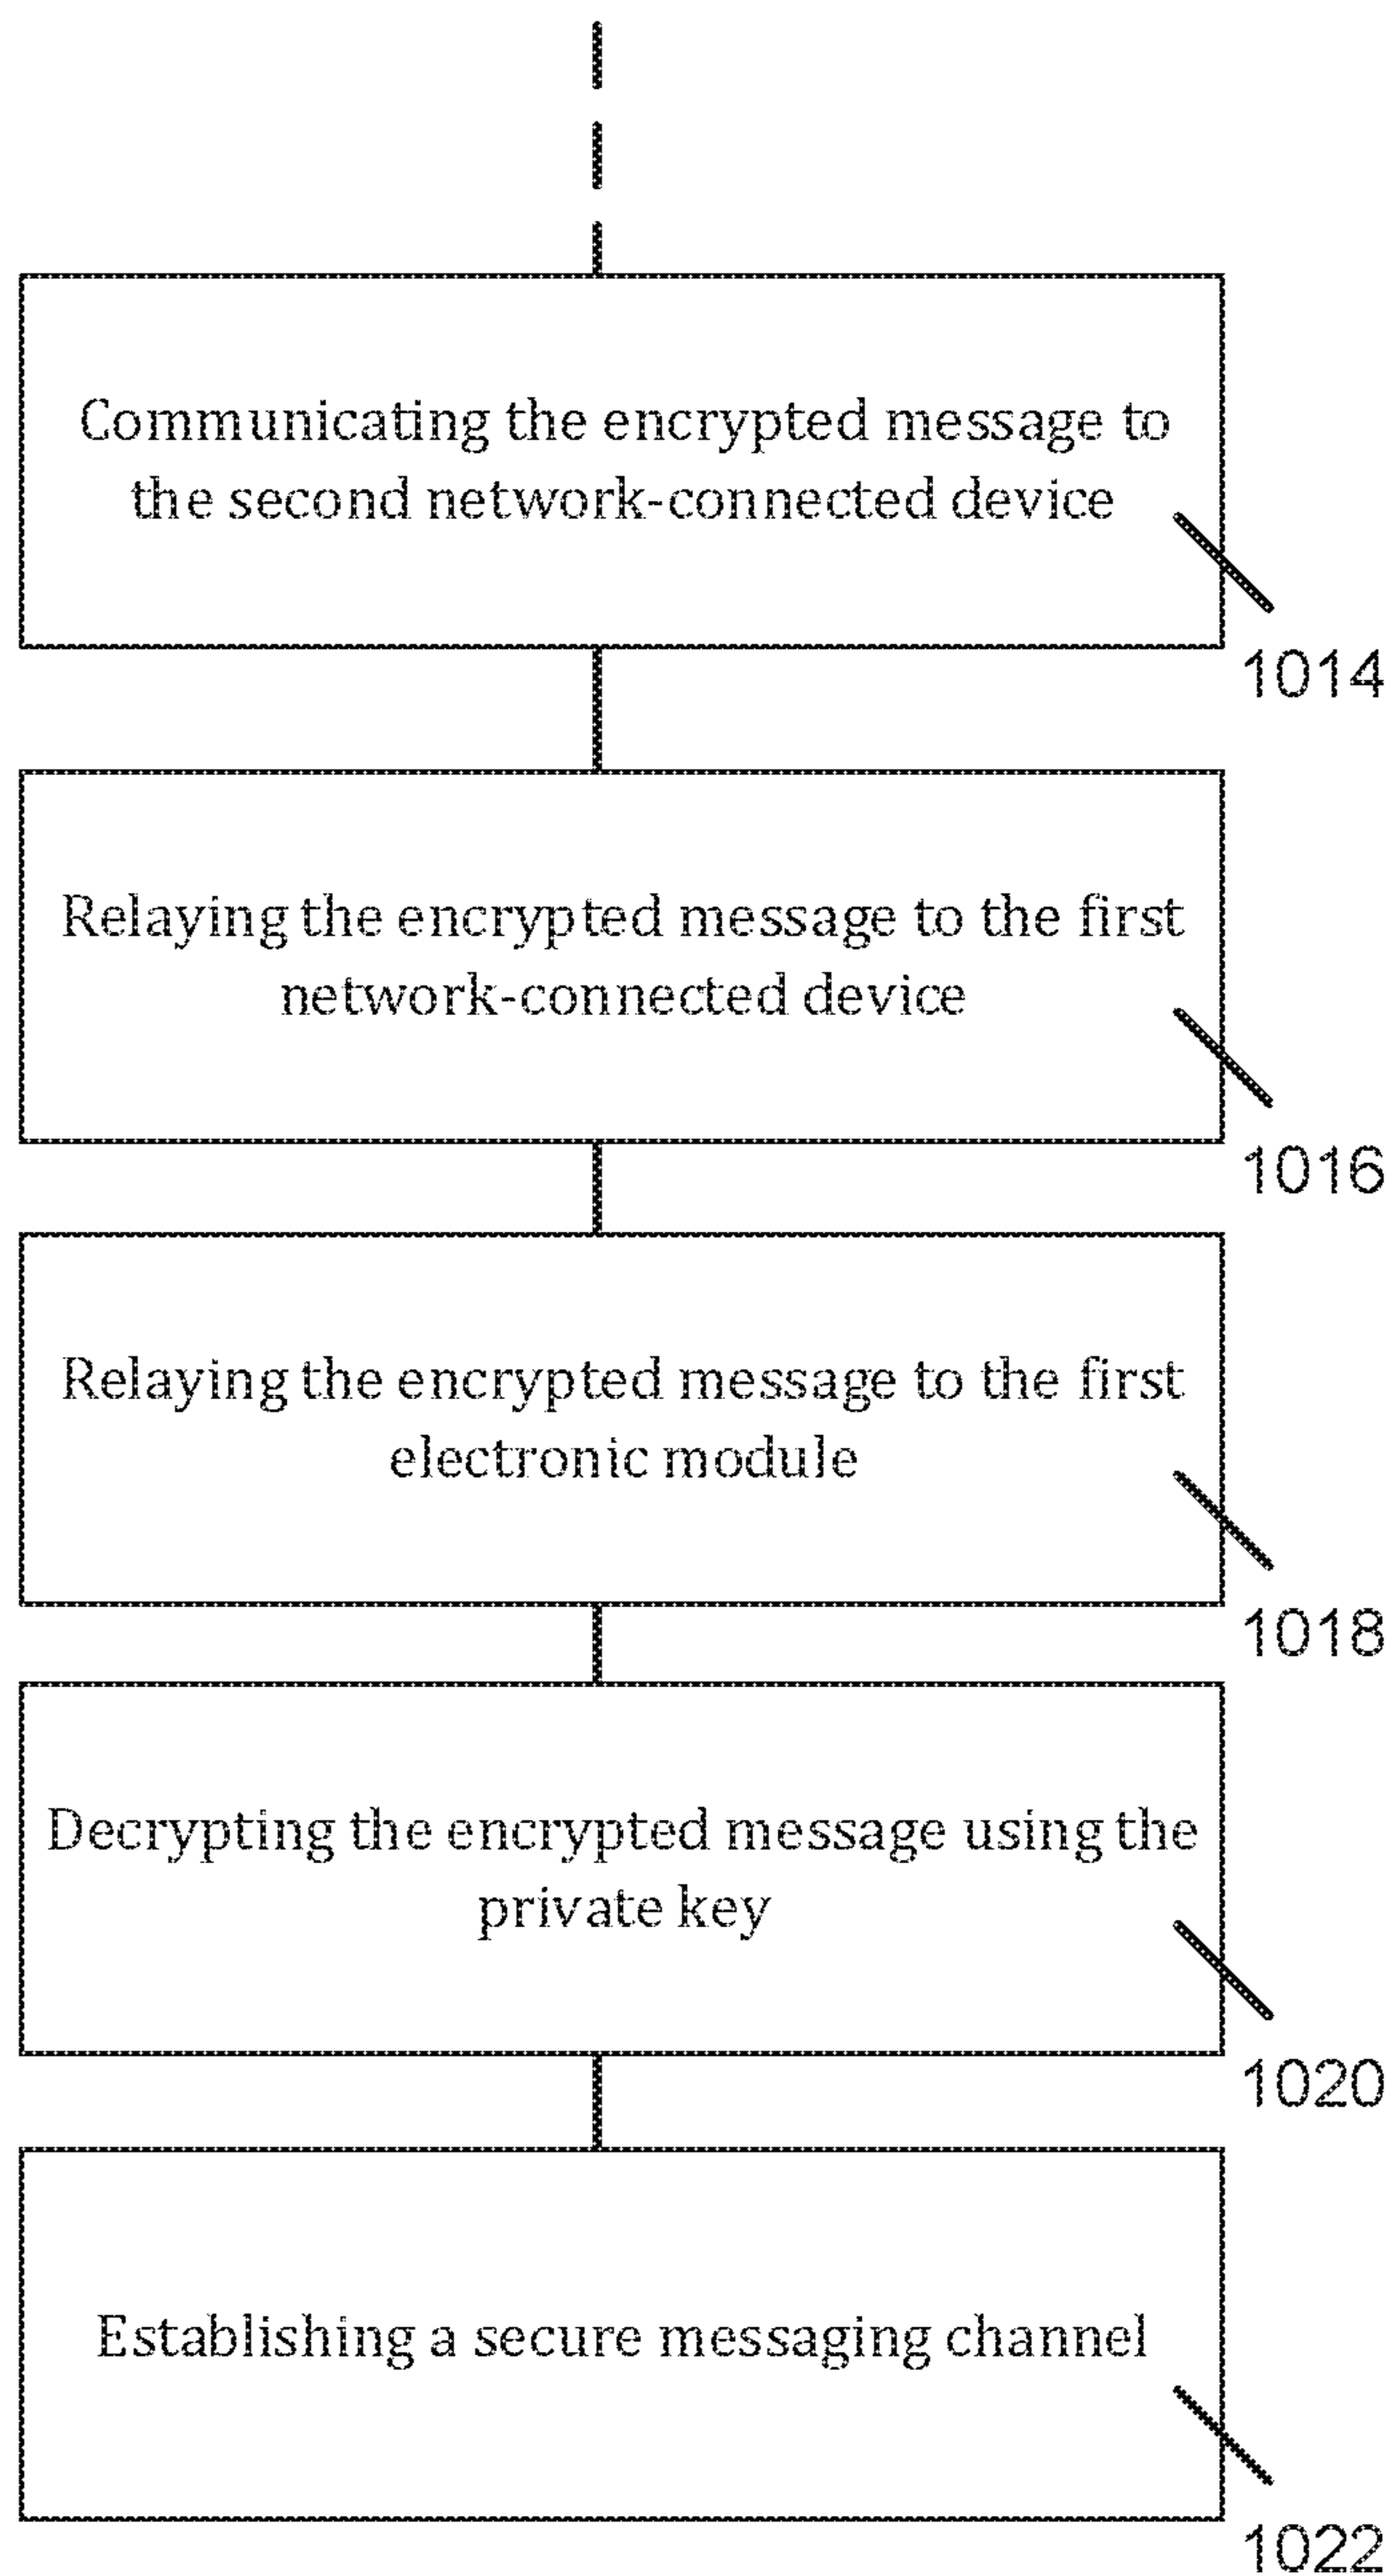 Communicating the encrypted message to
the second network-connected device
1014
Relaying the encrypted message to the first
network-connected device
1016
Relaying the encrypted message to the first
electronic module
1018
Decrypting the encrypted message using the
private key
1020
Establishing a secure messaging channel
1022